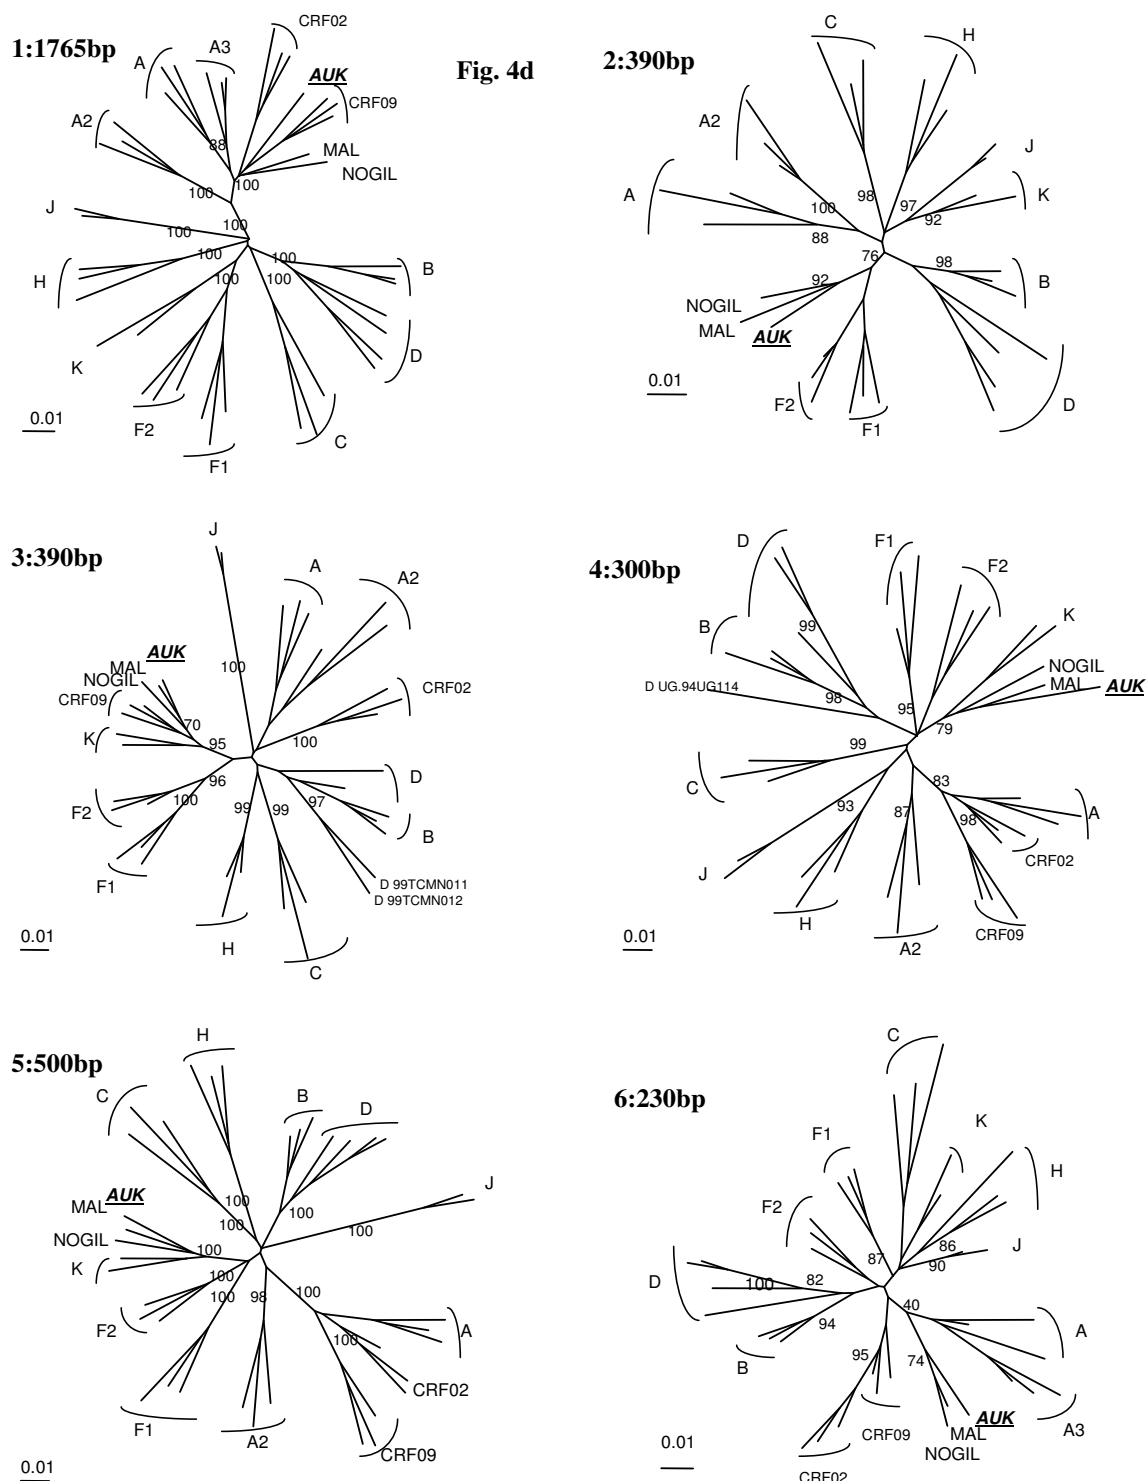 Fig. 4d
1:1765bp
A
A3
CRF02
AUK
CRF09
A2
88
MAL
NOGIL
100
100
J
100
100
100
100
100
100
B
H
D
K
0.01
F2
F1
C
2:390bp
C
H
A2
J
A
98
97
K
100
92
88
76
98
92
B
NOGIL
MAL
AUK
0.01
F2
F1
D
3:390bp
J
A
A2
AUK
MAL
NOGIL
100
CRF09
CRF02
70
K
95
100
96
D
F2
100
99
99
97
B
F1
D 99TCMN011
D 99TCMN012
0.01
H
C
4:300bp
D
F1
F2
K
B
99
NOGIL
D UG.94UG114
MAL
AUK
98
95
79
99
C
83
93
87
98
A
CRF02
J
H
CRF09
0.01
A2
5:500bp
H
C
B
D
J
AUK
MAL
100
100
100
100
NOGIL
100
K
100
100
98
100
F2
100
A
CRF02
F1
A2
CRF09
0.01
6:230bp
C
F1
K
H
F2
86
J
87
90
D
100
82
40
A
94
95
74
B
AUK
A3
CRF09
MAL
0.01
NOGIL
CRF02